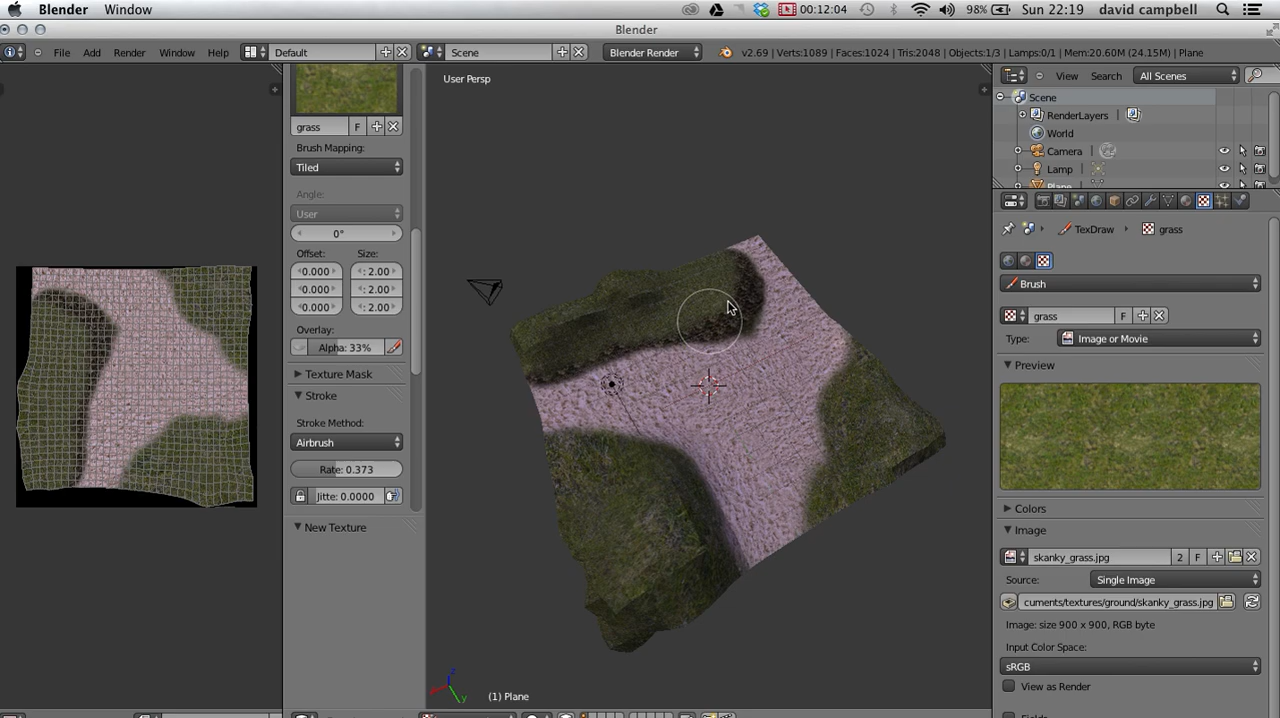 Blender Window 00:12:04 98% Sun 22:19 david campbell
Blender
File Add Render Window Help Default Scene Blender Render v2.69 | Verts:1089 | Faces:1024 | Tris:2048 | Objects:1/3 | Lamps:0/1 | Mem:20.60M (24.15M) | Plane
User Persp
grass F
Brush Mapping:
Tiled
Angle:
User
0°
Offset: Size:
0.000 : 2.00
0.000 : 2.00
0.000 : 2.00
Overlay:
Alpha: 33%
Texture Mask
Stroke
Stroke Method:
Airbrush
Rate: 0.373
Jitte: 0.0000
New Texture
(1) Plane
z
y
View Search All Scenes
Scene
RenderLayers
World
Camera
Lamp
Plane
TexDraw grass
Brush
grass F
Type: Image or Movie
Preview
Colors
Image
skanky_grass.jpg 2 F
Source: Single Image
cuments/textures/ground/skanky_grass.jpg
Image: size 900 x 900, RGB byte
Input Color Space:
sRGB
View as Render